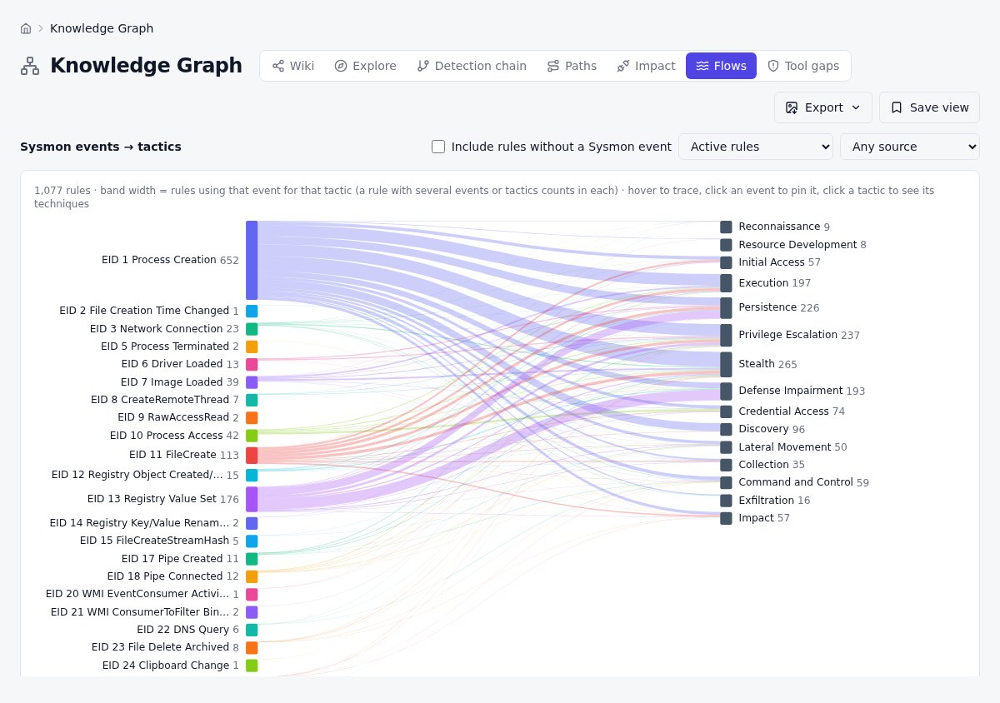 Knowledge Graph
Knowledge Graph
Wiki
Explore
Detection chain
Paths
Impact
Flows
Tool gaps
Export
Save view
Sysmon events → tactics
Include rules without a Sysmon event
Active rules
Any source
1,077 rules · band width = rules using that event for that tactic (a rule with several events or tactics counts in each) · hover to trace, click an event to pin it, click a tactic to see its
techniques
EID 1 Process Creation 652
EID 2 File Creation Time Changed 1
EID 3 Network Connection 23
EID 5 Process Terminated 2
EID 6 Driver Loaded 13
EID 7 Image Loaded 39
EID 8 CreateRemoteThread 7
EID 9 RawAccessRead 2
EID 10 Process Access 42
EID 11 FileCreate 113
EID 12 Registry Object Created/... 15
EID 13 Registry Value Set 176
EID 14 Registry Key/Value Renam... 2
EID 15 FileCreateStreamHash 5
EID 17 Pipe Created 11
EID 18 Pipe Connected 12
EID 20 WMI EventConsumer Activi... 1
EID 21 WMI ConsumerToFilter Bin... 2
EID 22 DNS Query 6
EID 23 File Delete Archived 8
EID 24 Clipboard Change 1
Reconnaissance 9
Resource Development 8
Initial Access 57
Execution 197
Persistence 226
Privilege Escalation 237
Stealth 265
Defense Impairment 193
Credential Access 74
Discovery 96
Lateral Movement 50
Collection 35
Command and Control 59
Exfiltration 16
Impact 57